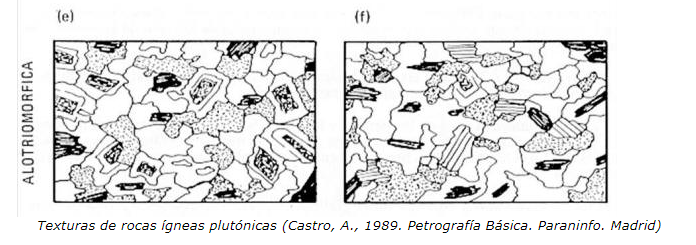 (e) (f)
ALOTRIOMORFICA
Texturas de rocas ígneas plutónicas (Castro, A., 1989. Petrografía Básica. Paraninfo. Madrid)